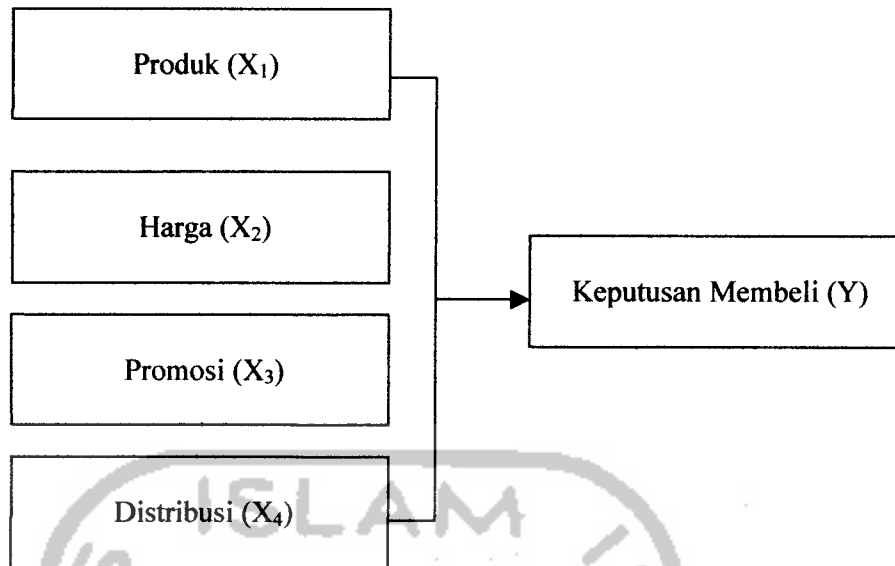 Produk (X₁)
Harga (X₂)
Promosi (X₃)
Distribusi (X₄)
Keputusan Membeli (Y)
ISLAM